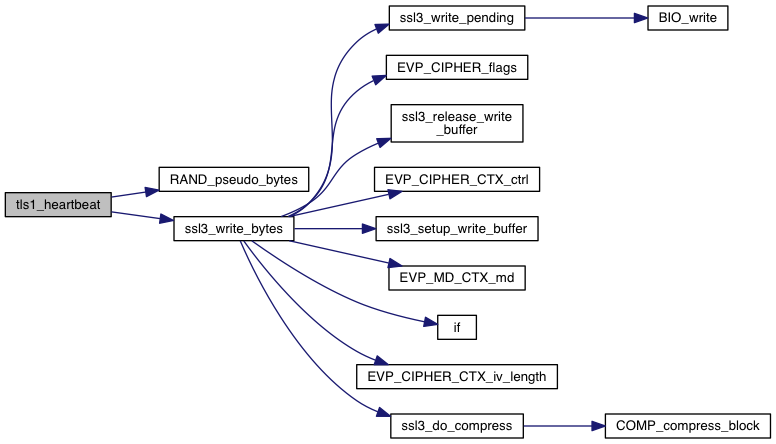 ssl3_write_pending
BIO_write
EVP_CIPHER_flags
ssl3_release_write
_buffer
RAND_pseudo_bytes
EVP_CIPHER_CTX_ctrl
tls1_heartbeat
ssl3_write_bytes
ssl3_setup_write_buffer
EVP_MD_CTX_md
if
EVP_CIPHER_CTX_iv_length
ssl3_do_compress
COMP_compress_block